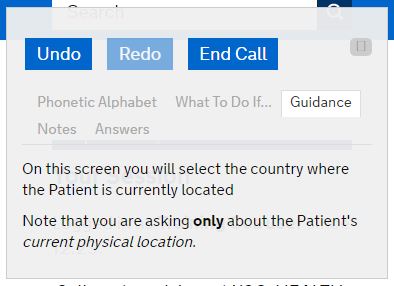 Search
Undo Redo End Call
Phonetic Alphabet What To Do If... Guidance
Notes Answers
On this screen you will select the country where
the Patient is currently located
Note that you are asking only about the Patient's
current physical location.